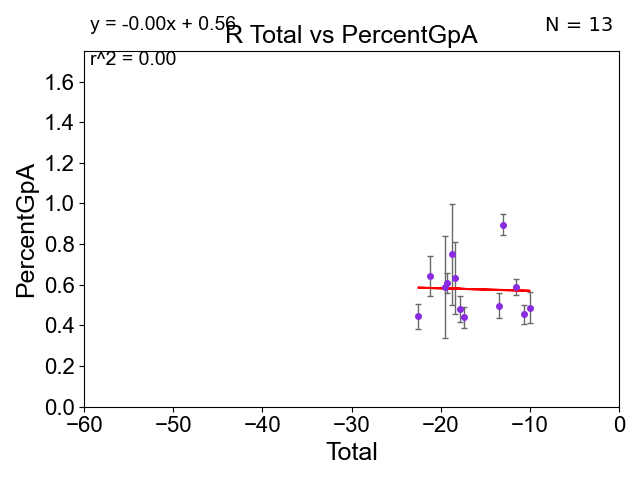 y = -0.00x + 0.56
R Total vs PercentGpA
N = 13
r^2 = 0.00
PercentGpA
1.6
1.4
1.2
1.0
0.8
0.6
0.4
0.2
0.0
−60 −50 −40 −30 −20 −10 0
Total